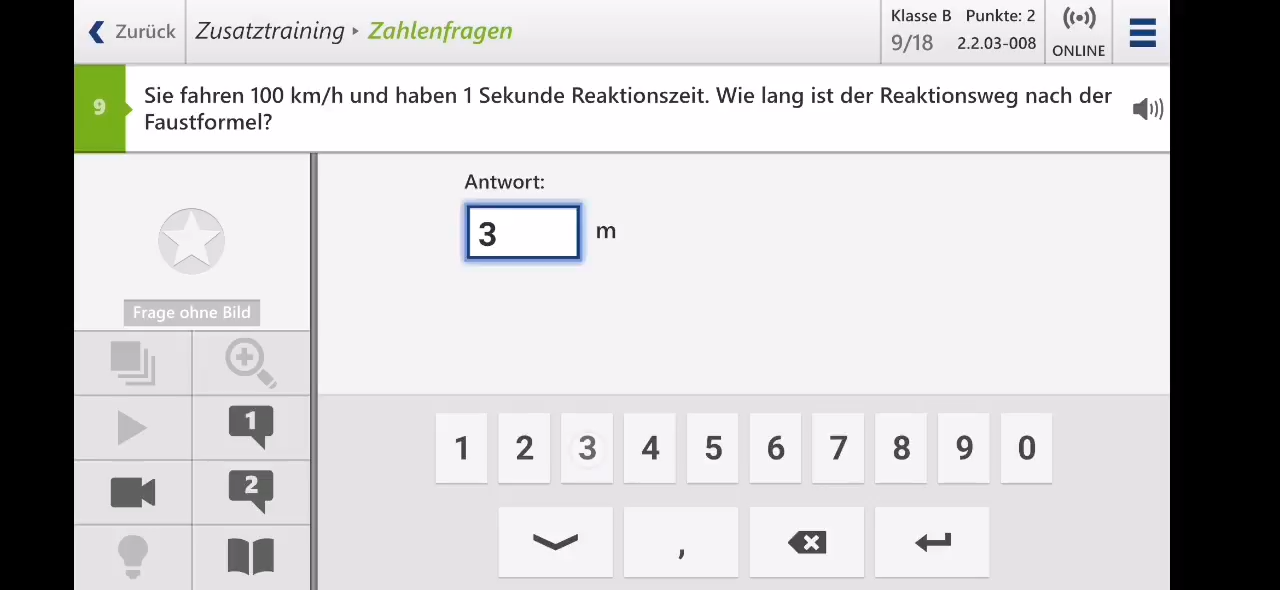 Zurück
Zusatztraining ▸ Zahlenfragen
Klasse B Punkte: 2
9/18 2.2.03-008
ONLINE
9
Sie fahren 100 km/h und haben 1 Sekunde Reaktionszeit. Wie lang ist der Reaktionsweg nach der
Faustformel?
Antwort:
3 m
Frage ohne Bild
1
2
1 2 3 4 5 6 7 8 9 0
,